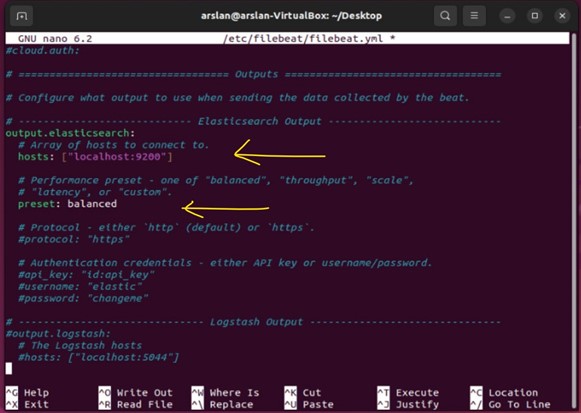 arslan@arslan-VirtualBox: ~/Desktop
GNU nano 6.2 /etc/filebeat/filebeat.yml *
#cloud.auth:
# ================================== Outputs ==================================
# Configure what output to use when sending the data collected by the beat.
# ---------------------------- Elasticsearch Output ----------------------------
output.elasticsearch:
# Array of hosts to connect to.
hosts: ["localhost:9200"]
# Performance preset - one of "balanced", "throughput", "scale",
# "latency", or "custom".
preset: balanced
# Protocol - either `http` (default) or `https`.
#protocol: "https"
# Authentication credentials - either API key or username/password.
#api_key: "id:api_key"
#username: "elastic"
#password: "changeme"
# ------------------------------ Logstash Output -------------------------------
#output.logstash:
# The Logstash hosts
#hosts: ["localhost:5044"]
^G Help ^O Write Out ^W Where Is ^K Cut ^T Execute ^C Location
^X Exit ^R Read File ^\ Replace ^U Paste ^J Justify ^/ Go To Line